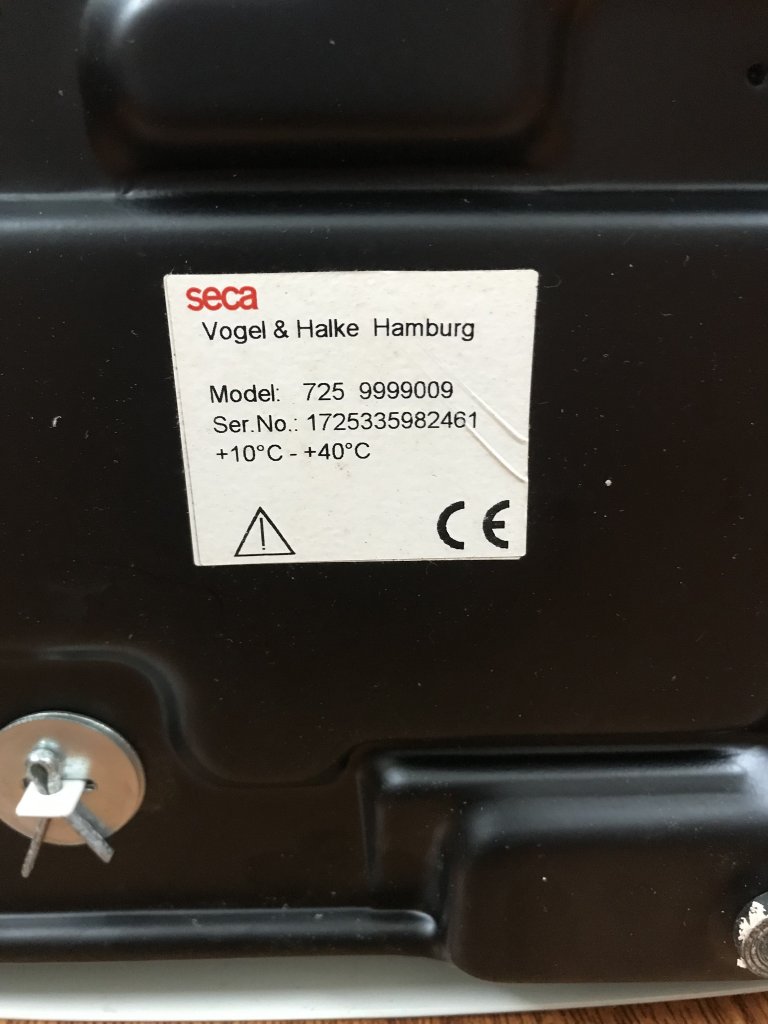 seca
Vogel & Halke Hamburg
Model: 725 9999009
Ser.No.: 1725335982461
+10°C - +40°C
CE